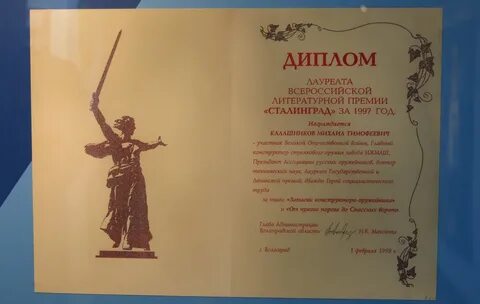 ДИПЛОМ
ЛАУРЕАТА
ВСЕРОССИЙСКОЙ
ЛИТЕРАТУРНОЙ ПРЕМИИ
«СТАЛИНГРАД» ЗА 1997 ГОД.
Награждается
КАЛАШНИКОВ МИХАИЛ ТИМОФЕЕВИЧ
- участник Великой Отечественной войны, Главный
конструктор стрелкового оружия завода ИЖМАШ,
Президент Ассоциации русских оружейников, доктор
технических наук, лауреат Государственной и
Ленинской премий, дважды Герой социалистического
труда
за книги «Записки конструктора-оружейника»
и «От чужого порога до Спасских ворот».
Глава Администрации
Волгоградской области Н.К. Максюта
г. Волгоград 1 февраля 1998 г.